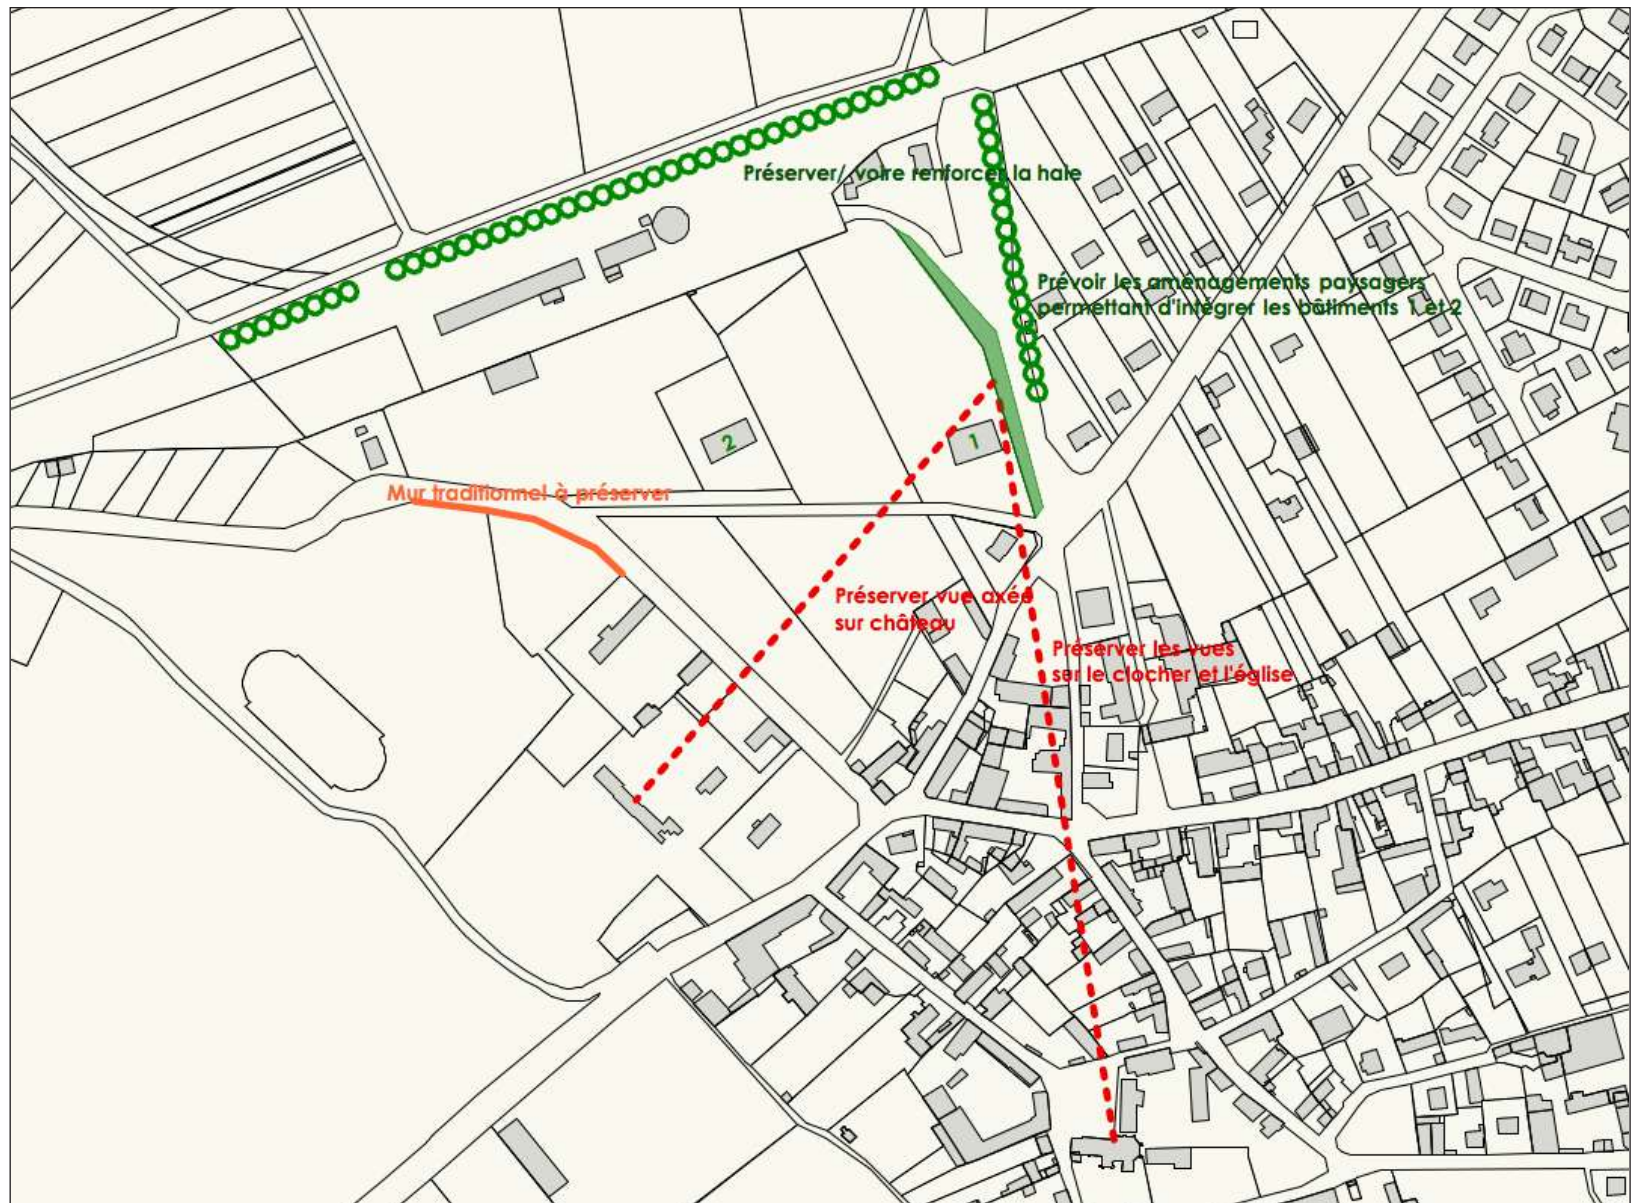 Préserver/ voire renforcer la haie
Prévoir les aménagements paysagers
permettant d'intégrer les bâtiments 1 et 2
2
1
Mur traditionnel à préserver
Préserver vue axée
sur château
Préserver les vues
sur le clocher et l'église